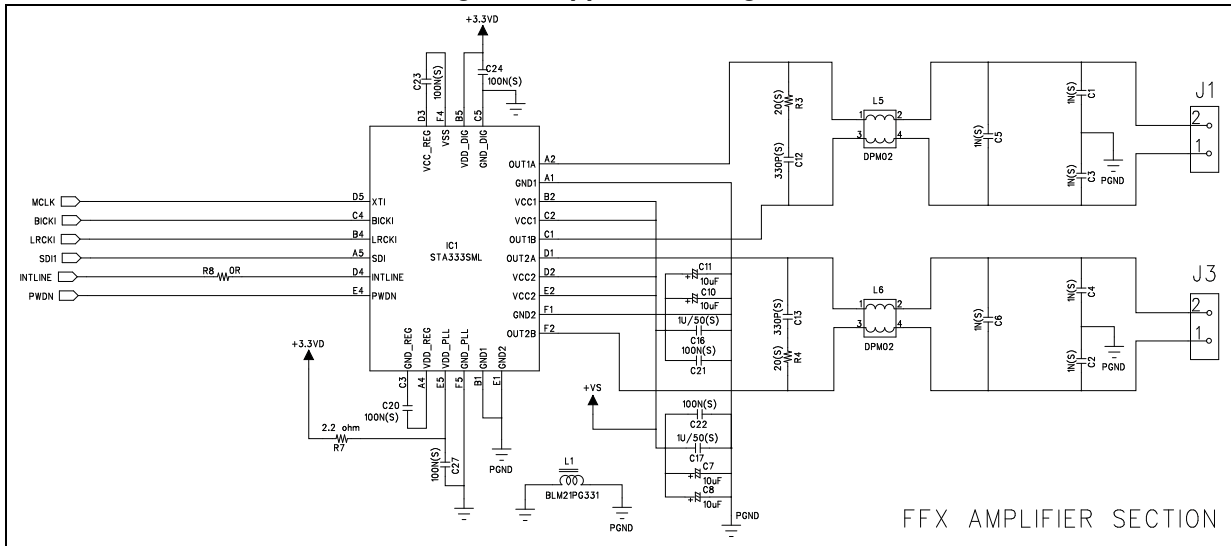 +3.3VD
C23
100N(S)
C24
100N(S)
D3
F4
B5
C5
VCC_REG
VSS
VDD_DIG
GND_DIG
MCLK
D5
XTI
BICKI
C4
BICKI
LRCKI
B4
LRCKI
SDI1
A5
SDI
INTLINE
R8
0R
D4
INTLINE
PWDN
E4
PWDN
IC1
STA333SML
OUT1A
A2
GND1
A1
VCC1
B2
VCC1
C2
OUT1B
C1
OUT2A
D1
VCC2
D2
VCC2
E2
GND2
F1
OUT2B
F2
GND_REG
VDD_REG
VDD_PLL
GND_PLL
GND1
GND2
C3
A4
E5
F5
B1
E1
+3.3VD
C20
100N(S)
2.2 ohm
R7
100N(S)
C27
PGND
L1
BLM21PG331
PGND
+VS
C11
10uF
C10
10uF
1U/50(S)
C16
100N(S)
C21
100N(S)
C22
1U/50(S)
C17
C7
10uF
C8
10uF
PGND
20(S)
R3
330P(S)
C12
1
2
3
4
L5
DPM02
1N(S)
C5
1N(S)
C1
1N(S)
C3
PGND
J1
2
1
330P(S)
C13
20(S)
R4
1
2
3
4
L6
DPM02
1N(S)
C6
1N(S)
C4
1N(S)
C2
PGND
J3
2
1
FFX AMPLIFIER SECTION